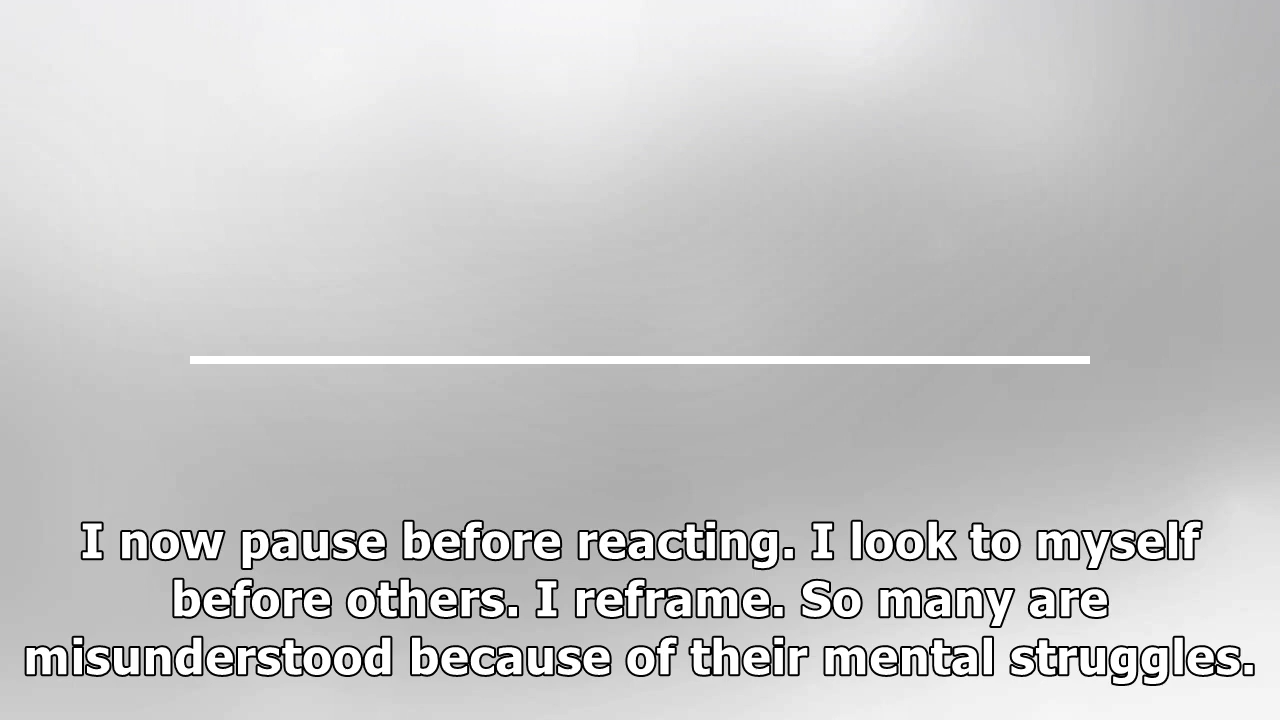 I now pause before reacting. I look to myself
before others. I reframe. So many are
misunderstood because of their mental struggles.